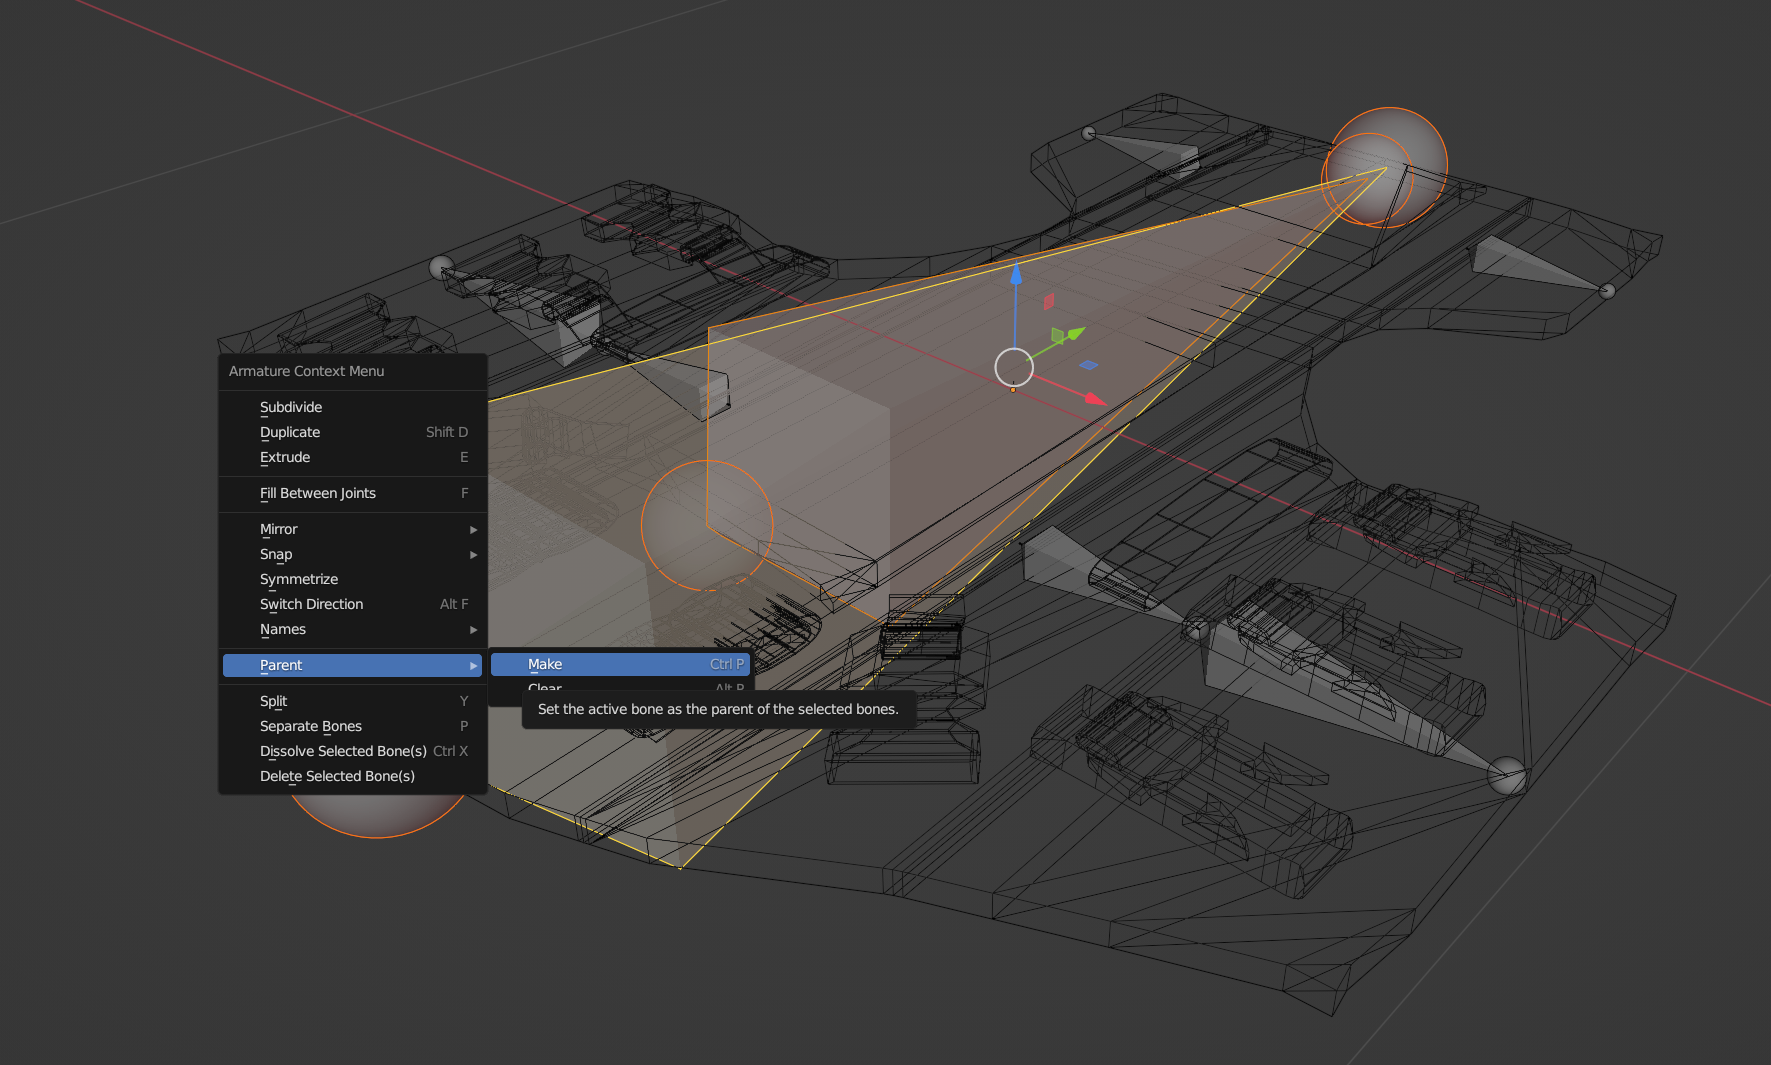 Armature Context Menu
Subdivide
Duplicate Shift D
Extrude E
Fill Between Joints F
Mirror
Snap
Symmetrize
Switch Direction Alt F
Names
Parent
Make Ctrl P
Clear Alt P
Set the active bone as the parent of the selected bones.
Split Y
Separate Bones P
Dissolve Selected Bone(s) Ctrl X
Delete Selected Bone(s)